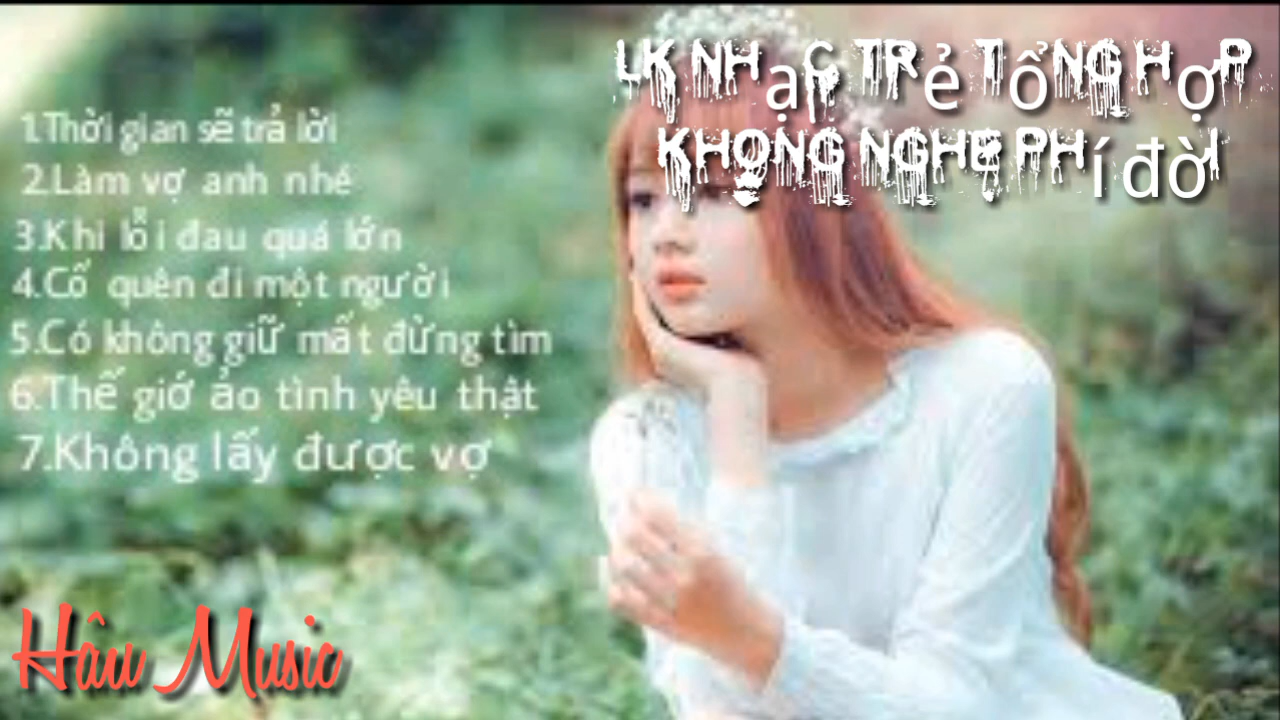 LK NHạC TRẻ TổNG HợP
KHÔNG NGHE PHí đờI
1.Thời gian sẽ trả lời
2.Làm vợ anh nhé
3.Khi lỗi đau quá lớn
4.Cố quên đi một người
5.Có không giữ mất đừng tìm
6.Thế giớ ảo tình yêu thật
7.Không lấy được vợ
Hâu Music